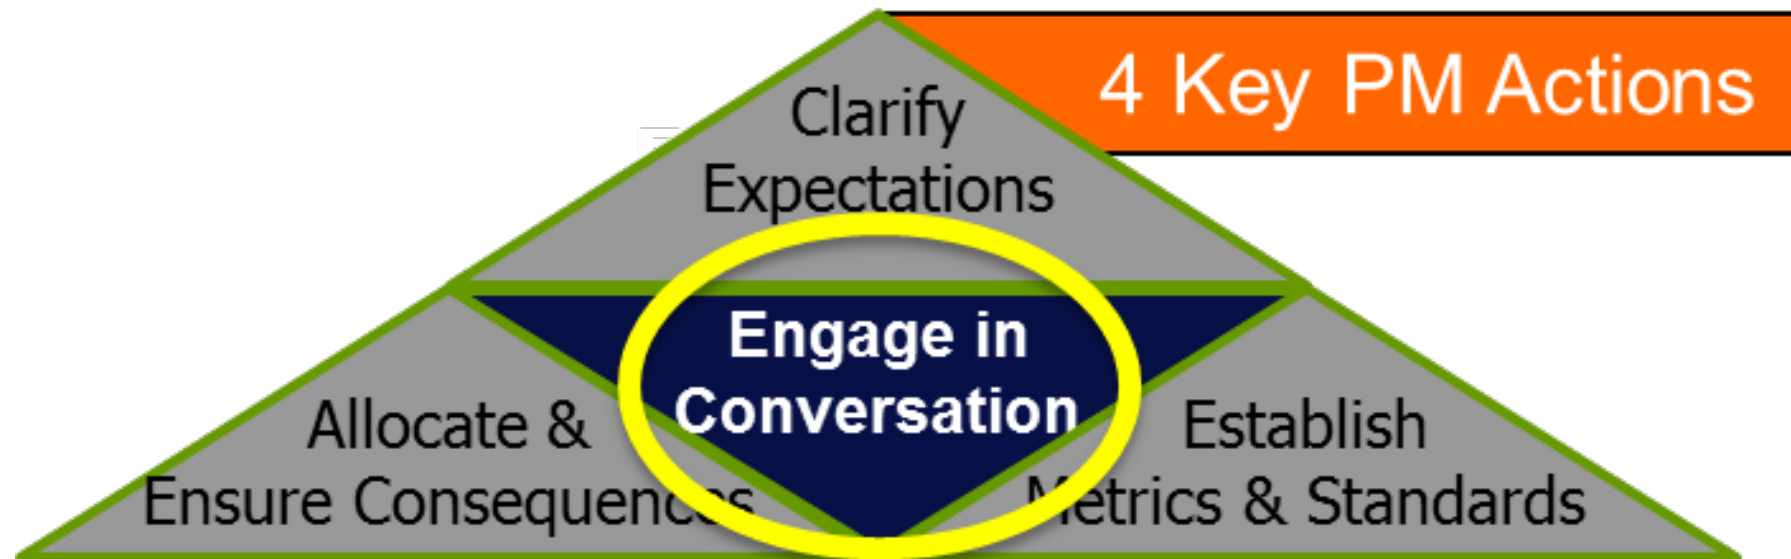 4 Key PM Actions
Clarify
Expectations
Engage in
Conversation
Allocate &
Ensure Consequences
Establish
Metrics & Standards